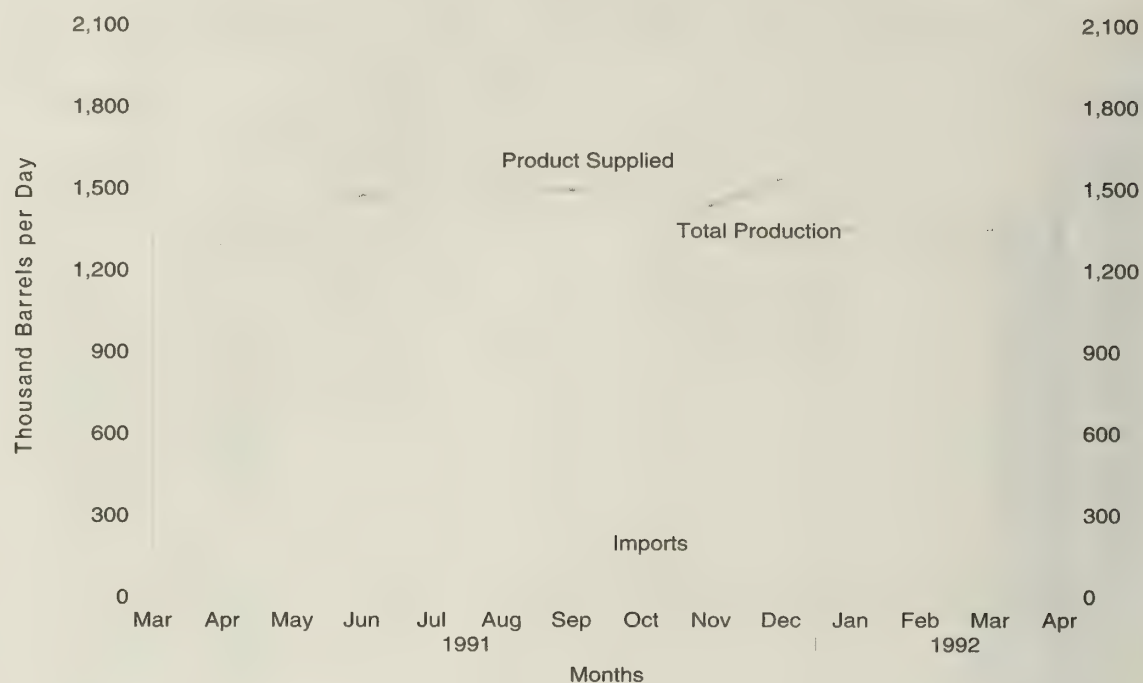 2,100 2,100
1,800 1,800
Product Supplied
1,500 1,500
Total Production
1,200 1,200
900 900
600 600
300 300
Imports
0 0
Thousand Barrels per Day
Mar Apr May Jun Jul Aug Sep Oct Nov Dec Jan Feb Mar Apr
1991 1992
Months